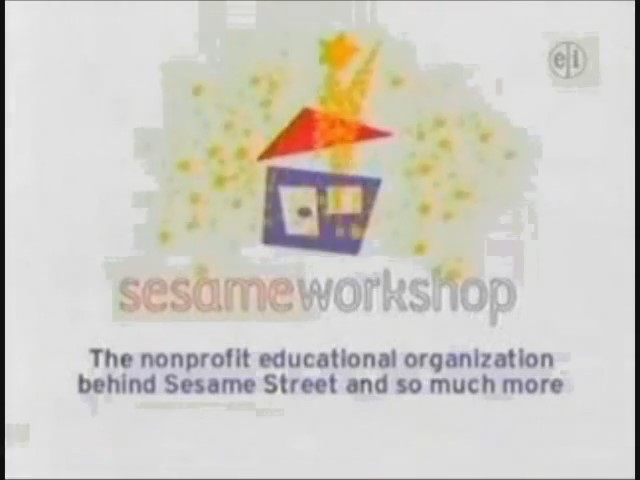 e|i
sesameworkshop
The nonprofit educational organization
behind Sesame Street and so much more